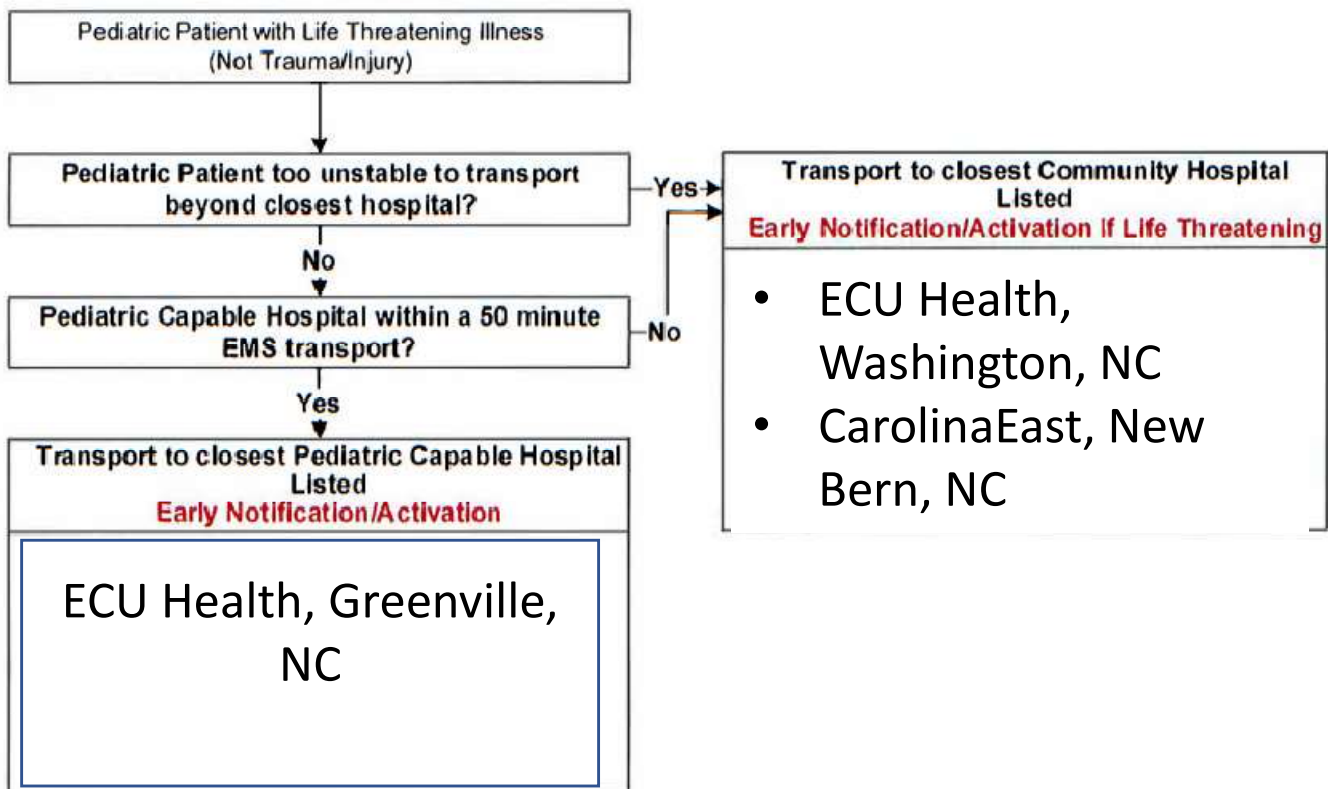 Pediatric Patient with Life Threatening Illness
(Not Trauma/Injury)
Pediatric Patient too unstable to transport
beyond closest hospital?
Yes
Transport to closest Community Hospital
Listed
Early Notification/Activation If Life Threatening
• ECU Health,
Washington, NC
• CarolinaEast, New
Bern, NC
No
Pediatric Capable Hospital within a 50 minute
EMS transport?
No
Yes
Transport to closest Pediatric Capable Hospital
Listed
Early Notification/Activation
ECU Health, Greenville,
NC